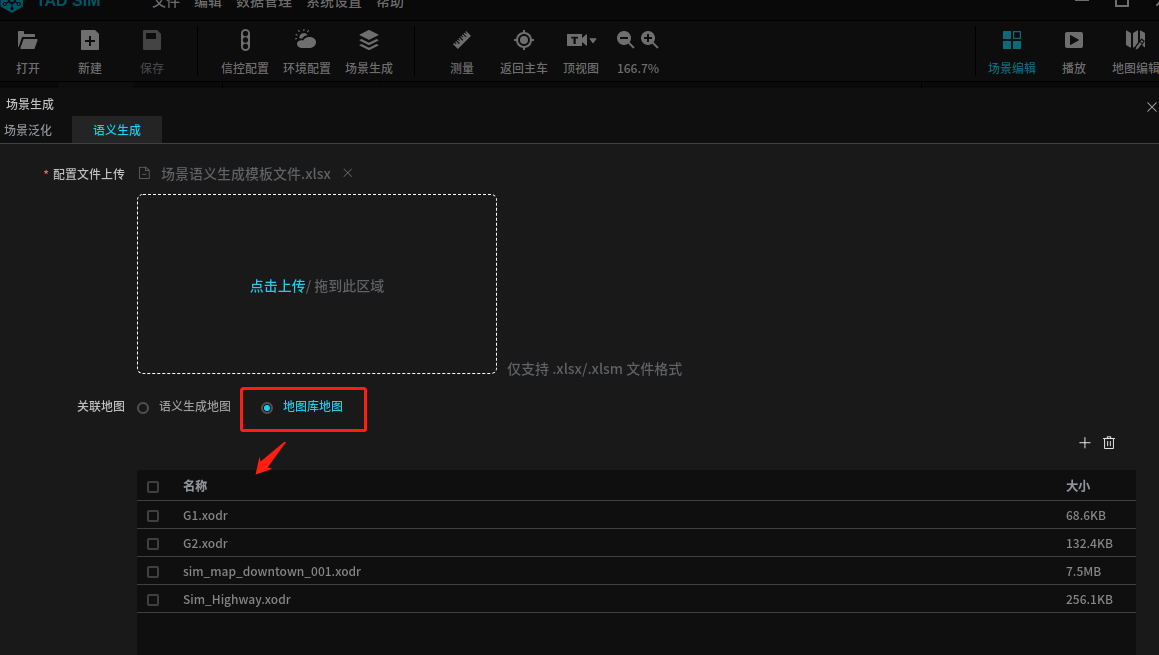 TAD SIM 文件 编辑 数据管理 系统设置 帮助
打开 新建 保存 信控配置 环境配置 场景生成 测量 返回主车 顶视图 166.7% 场景编辑 播放 地图编辑
场景生成
场景泛化 语义生成
* 配置文件上传 场景语义生成模板文件.xlsx
点击上传/ 拖到此区域
仅支持 .xlsx/.xlsm 文件格式
关联地图 语义生成地图 地图库地图
名称 大小
G1.xodr 68.6KB
G2.xodr 132.4KB
sim_map_downtown_001.xodr 7.5MB
Sim_Highway.xodr 256.1KB